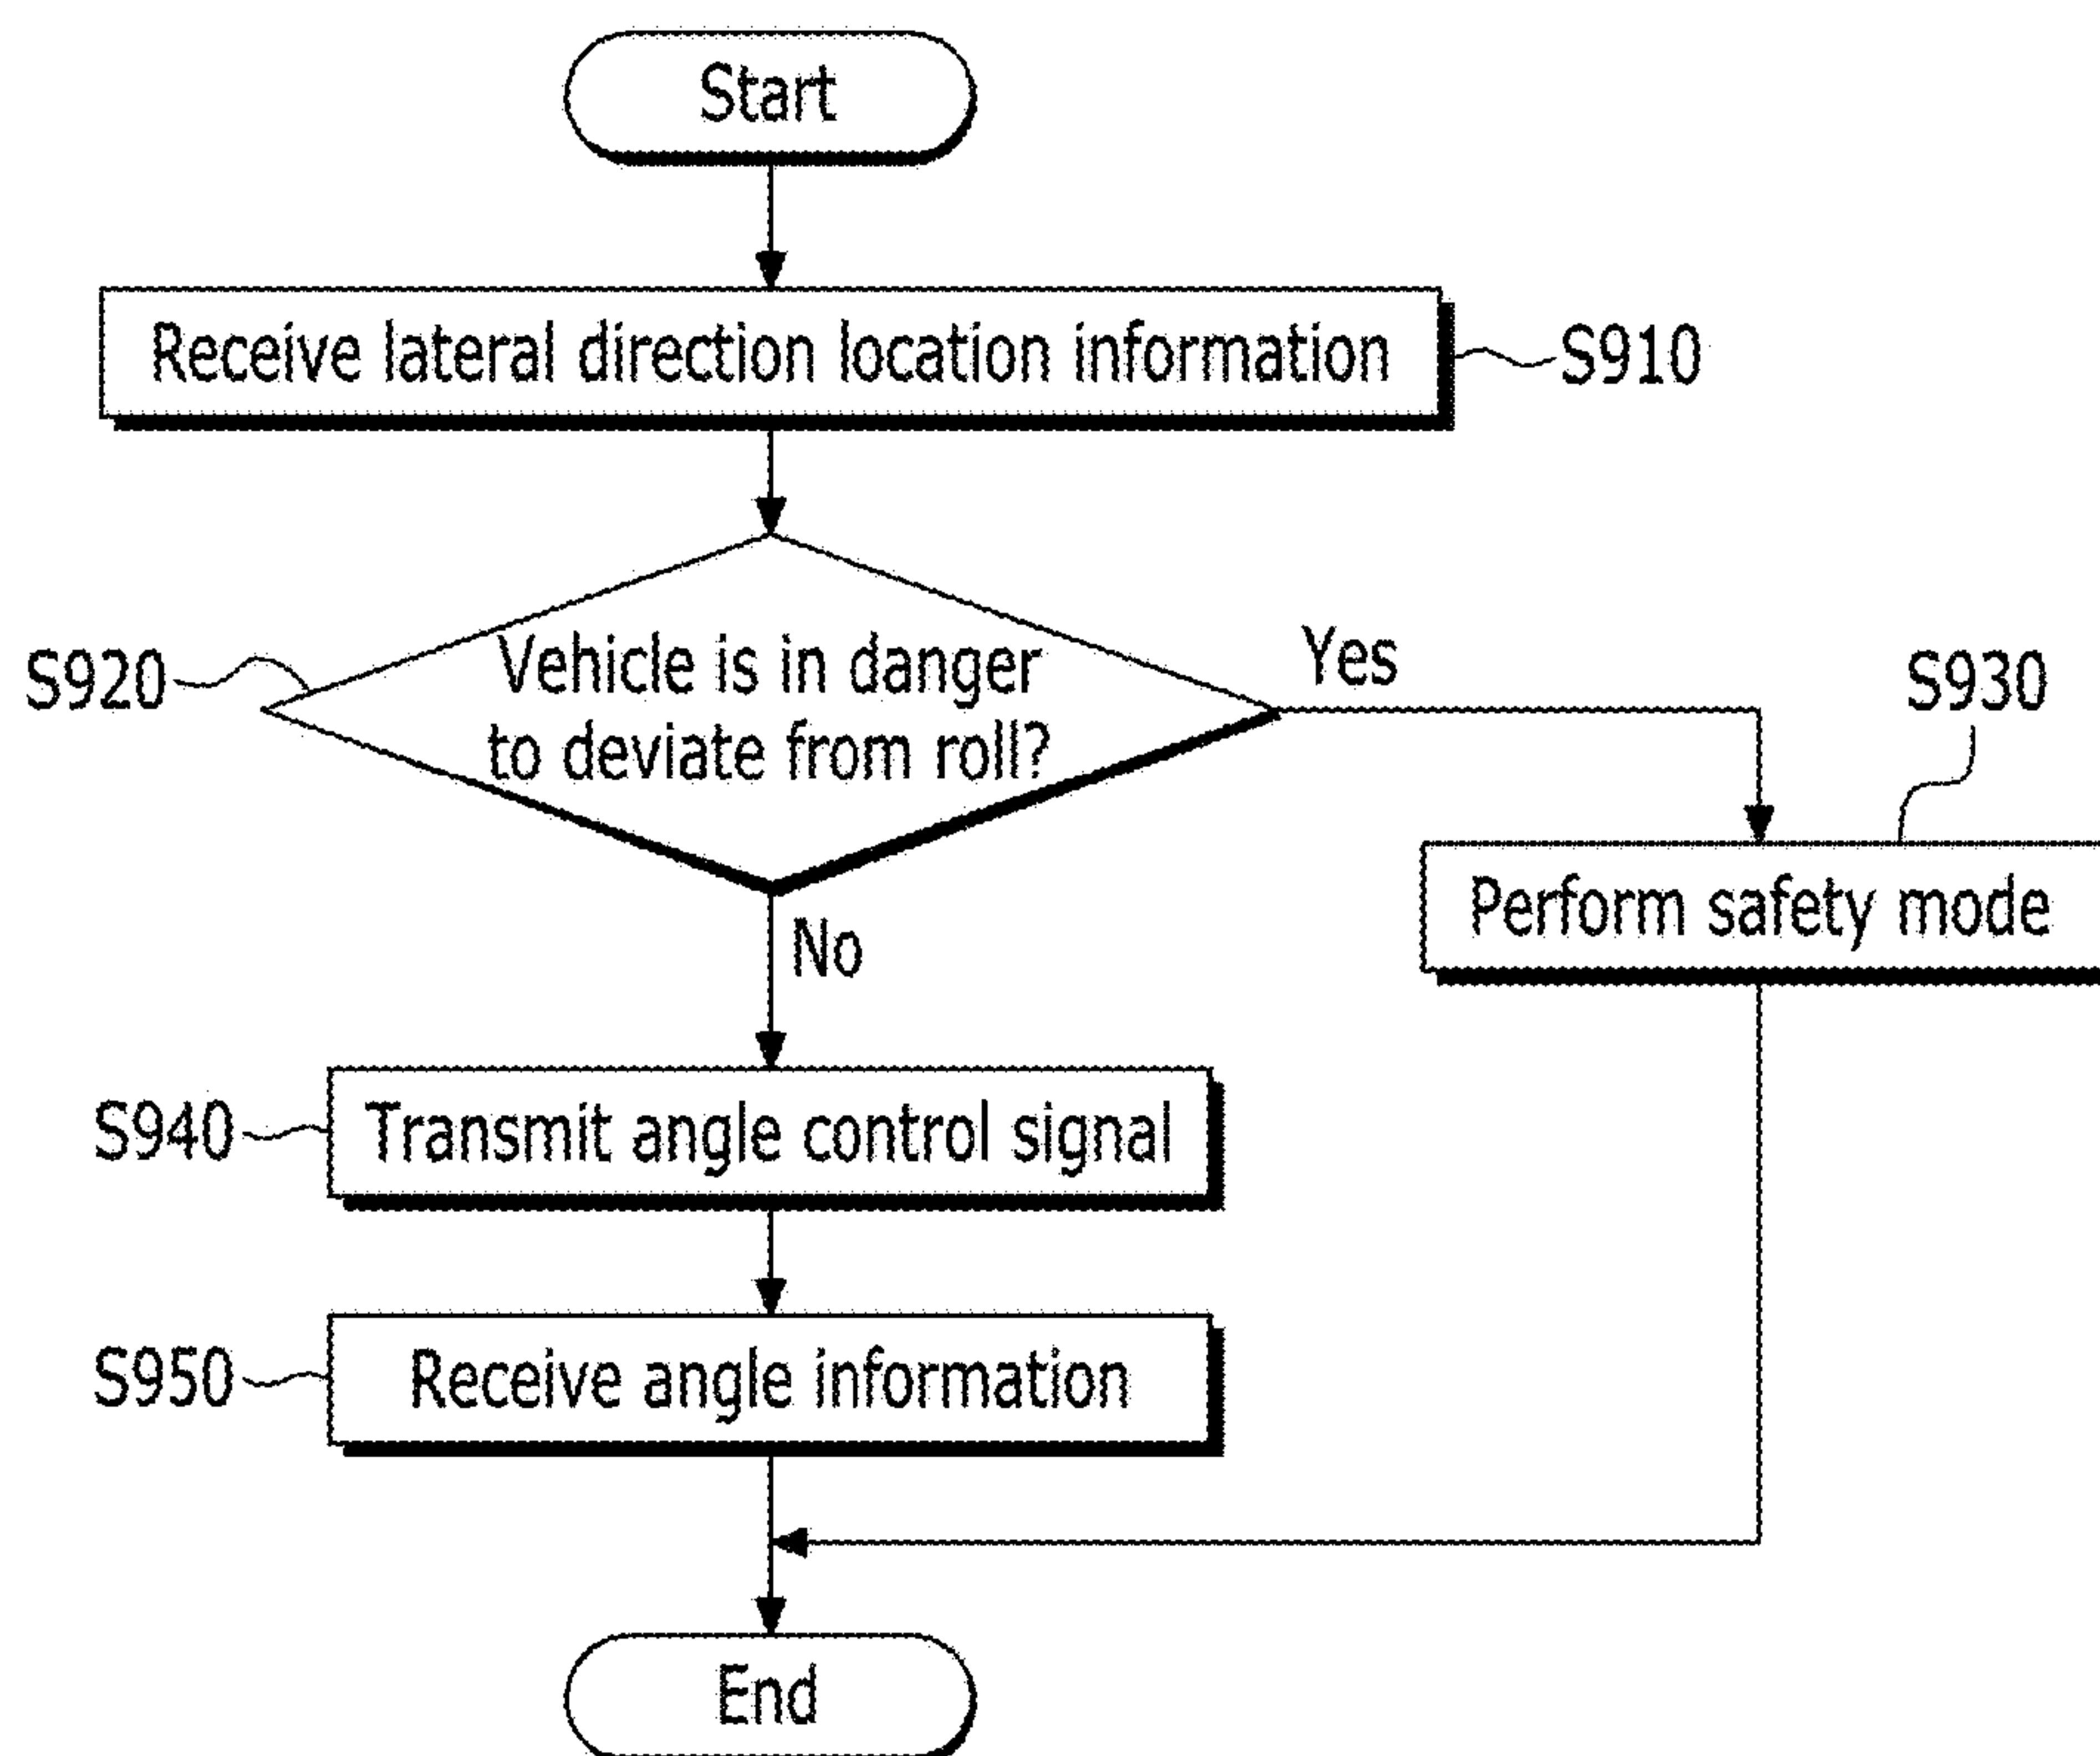 Start
Receive lateral direction location information
S910
S920
Vehicle is in danger
to deviate from roll?
Yes
S930
Perform safety mode
No
S940
Transmit angle control signal
S950
Receive angle information
End